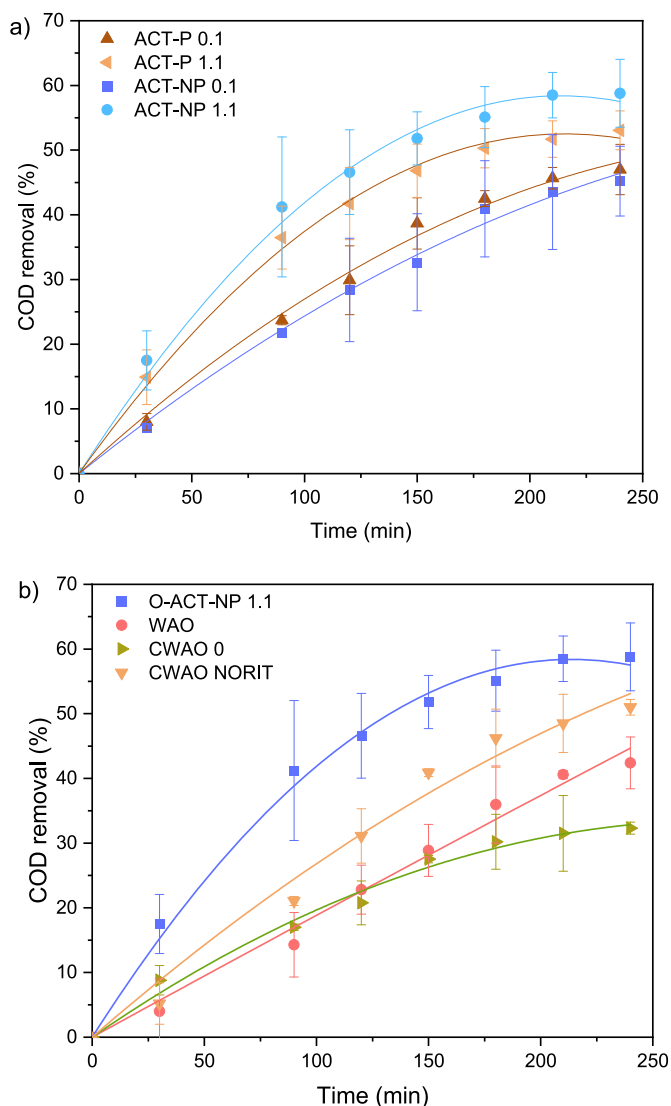 a)
ACT-P 0.1
ACT-P 1.1
ACT-NP 0.1
ACT-NP 1.1
COD removal (%)
70
60
50
40
30
20
10
0
0 50 100 150 200 250
Time (min)
b)
O-ACT-NP 1.1
WAO
CWAO 0
CWAO NORIT
COD removal (%)
70
60
50
40
30
20
10
0
0 50 100 150 200 250
Time (min)